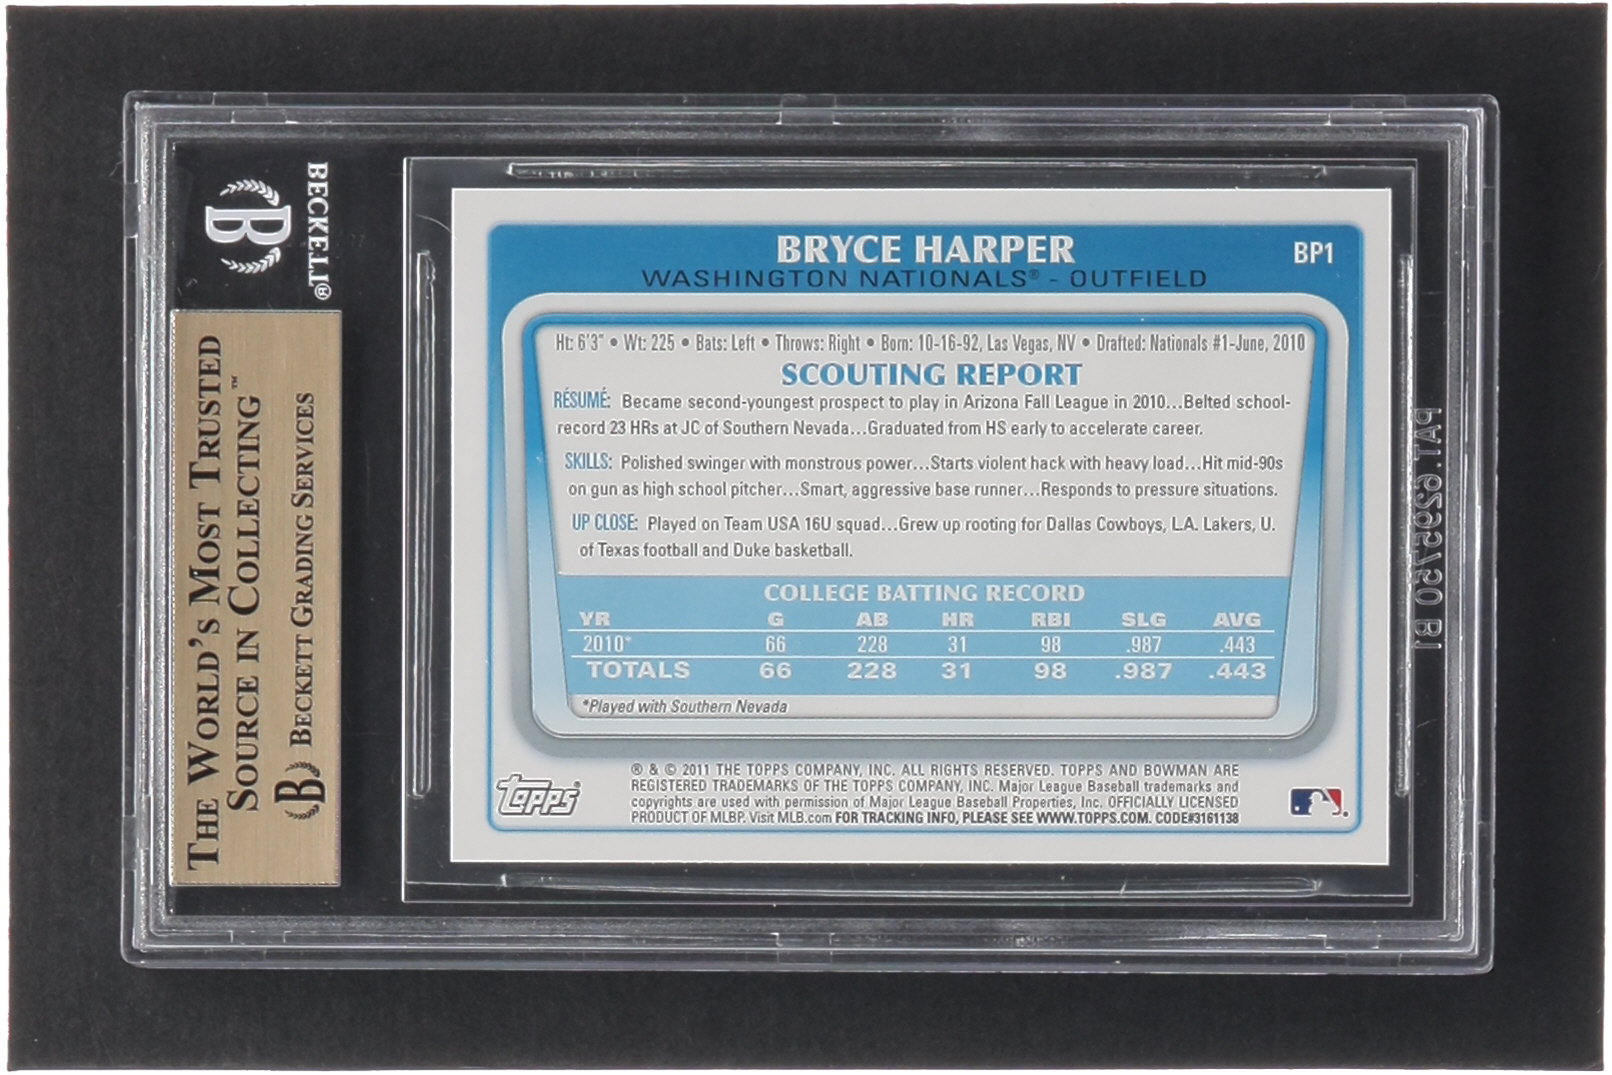 BECKETT®
B
THE WORLD'S MOST TRUSTED
SOURCE IN COLLECTING™
B BECKETT GRADING SERVICES
BRYCE HARPER
BP1
WASHINGTON NATIONALS® - OUTFIELD
Ht: 6'3" • Wt: 225 • Bats: Left • Throws: Right • Born: 10-16-92, Las Vegas, NV • Drafted: Nationals #1-June, 2010
SCOUTING REPORT
RÉSUMÉ: Became second-youngest prospect to play in Arizona Fall League in 2010...Belted school-
record 23 HRs at JC of Southern Nevada...Graduated from HS early to accelerate career.
SKILLS: Polished swinger with monstrous power...Starts violent hack with heavy load...Hit mid-90s
on gun as high school pitcher...Smart, aggressive base runner...Responds to pressure situations.
UP CLOSE: Played on Team USA 16U squad...Grew up rooting for Dallas Cowboys, L.A. Lakers, U.
of Texas football and Duke basketball.
COLLEGE BATTING RECORD
YR G AB HR RBI SLG AVG
2010* 66 228 31 98 .987 .443
TOTALS 66 228 31 98 .987 .443
*Played with Southern Nevada
Topps®
® & © 2011 THE TOPPS COMPANY, INC. ALL RIGHTS RESERVED. TOPPS AND BOWMAN ARE
REGISTERED TRADEMARKS OF THE TOPPS COMPANY, INC. Major League Baseball trademarks and
copyrights are used with permission of Major League Baseball Properties, Inc. OFFICIALLY LICENSED
PRODUCT OF MLBP. Visit MLB.com FOR TRACKING INFO, PLEASE SEE WWW.TOPPS.COM. CODE#3161138
PAT. 6295750 B1